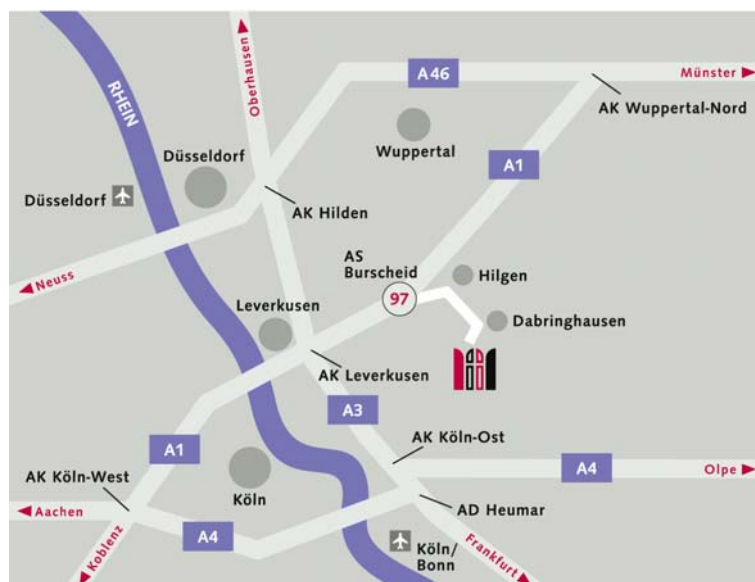 Oberhausen
RHEIN
A46
Münster
AK Wuppertal-Nord
Wuppertal
Düsseldorf
A1
Düsseldorf
AK Hilden
AS
Burscheid
Hilgen
Neuss
97
Leverkusen
Dabringhausen
AK Leverkusen
A3
A1
AK Köln-Ost
AK Köln-West
A4
Olpe
Köln
Aachen
AD Heumar
A4
Koblenz
Köln/
Bonn
Frankfurt